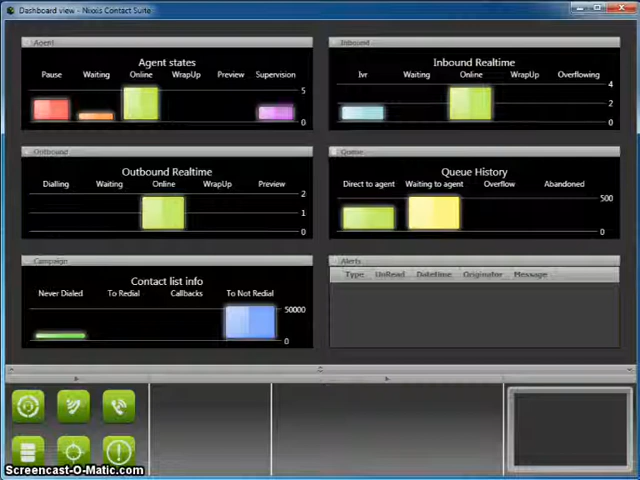 Dashboard view - Nixxis Contact Suite
Agent
Agent states
Pause Waiting Online WrapUp Preview Supervision
5
0
Inbound
Inbound Realtime
Ivr Waiting Online WrapUp Overflowing
4
2
0
Outbound
Outbound Realtime
Dialling Waiting Online WrapUp Preview
2
1
0
Queue
Queue History
Direct to agent Waiting to agent Overflow Abandoned
500
0
Campaign
Contact list info
Never Dialed To Redial Callbacks To Not Redial
50000
0
Alerts
Type UnRead Datetime Originator Message
Screencast-O-Matic.com